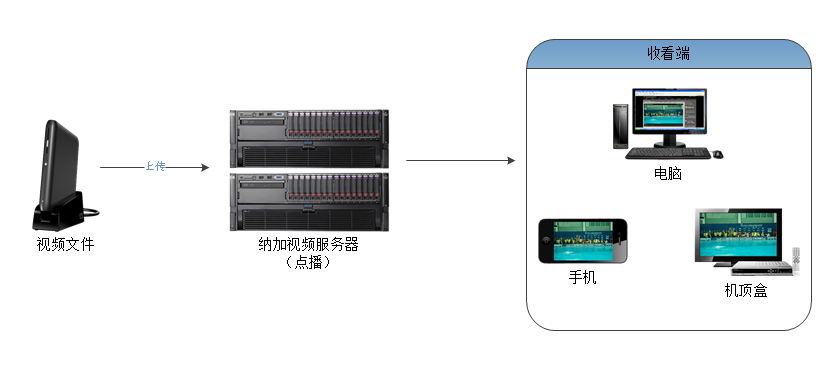 收看端
上传
电脑
视频文件
纳加视频服务器
（点播）
手机
机顶盒